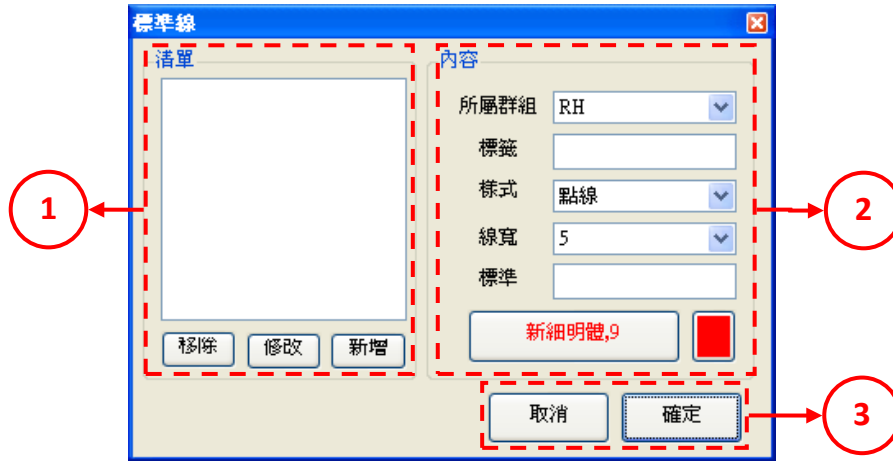 標準線
清單
內容
所屬群組 RH
標籤
樣式 點線
線寬 5
標準
新細明體,9
移除 修改 新增
取消 確定
1
2
3